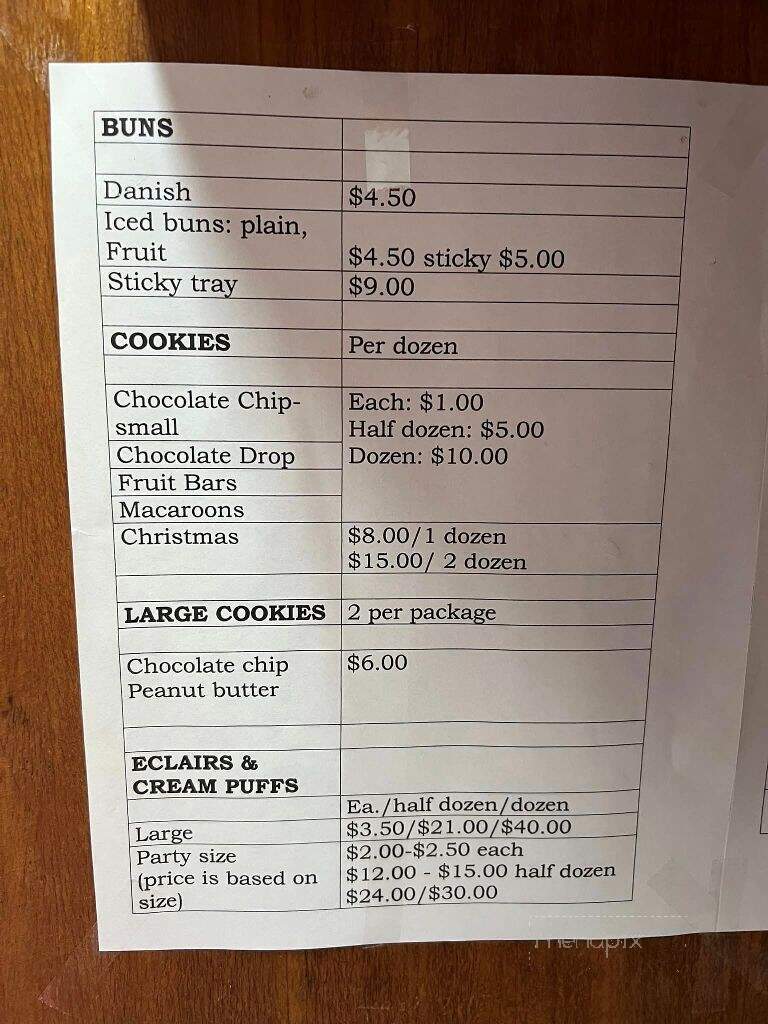 BUNS
Danish $4.50
Iced buns: plain,
Fruit $4.50 sticky $5.00
Sticky tray $9.00
COOKIES Per dozen
Chocolate Chip- Each: $1.00
small Half dozen: $5.00
Chocolate Drop Dozen: $10.00
Fruit Bars
Macaroons
Christmas $8.00/1 dozen
$15.00/ 2 dozen
LARGE COOKIES 2 per package
Chocolate chip $6.00
Peanut butter
ECLAIRS &
CREAM PUFFS
Ea./half dozen/dozen
Large $3.50/$21.00/$40.00
Party size $2.00-$2.50 each
(price is based on $12.00 - $15.00 half dozen
size) $24.00/$30.00
menupix